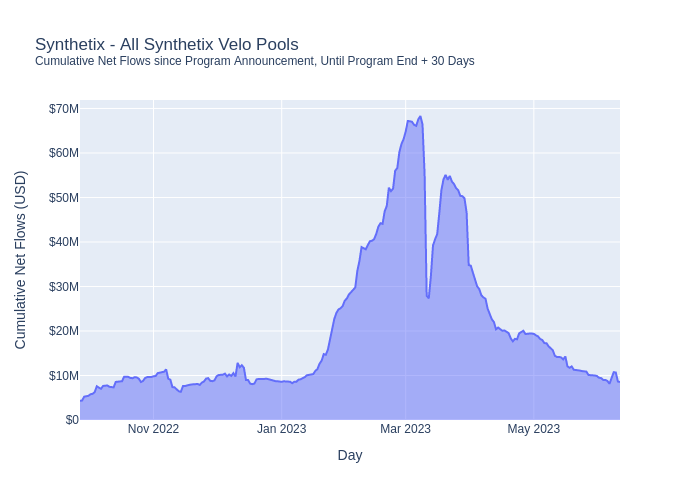 Synthetix - All Synthetix Velo Pools
Cumulative Net Flows since Program Announcement, Until Program End + 30 Days
$70M
$60M
$50M
$40M
$30M
$20M
$10M
$0
Cumulative Net Flows (USD)
Nov 2022
Jan 2023
Mar 2023
May 2023
Day